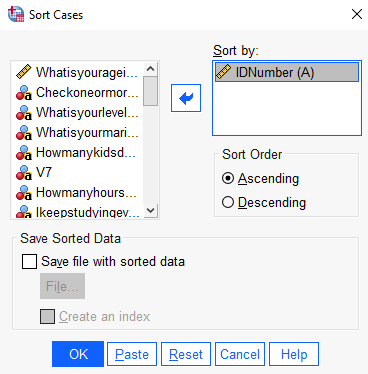 Sort Cases
Sort by:
Whatisyouragei...
Checkoneormor...
Whatisyourlevel...
Whatisyourmari...
Howmanykidsd...
V7
Howmanyhours...
Ikeepstudyingev...
IDNumber (A)
Sort Order
Ascending
Descending
Save Sorted Data
Save file with sorted data
File...
Create an index
OK
Paste
Reset
Cancel
Help